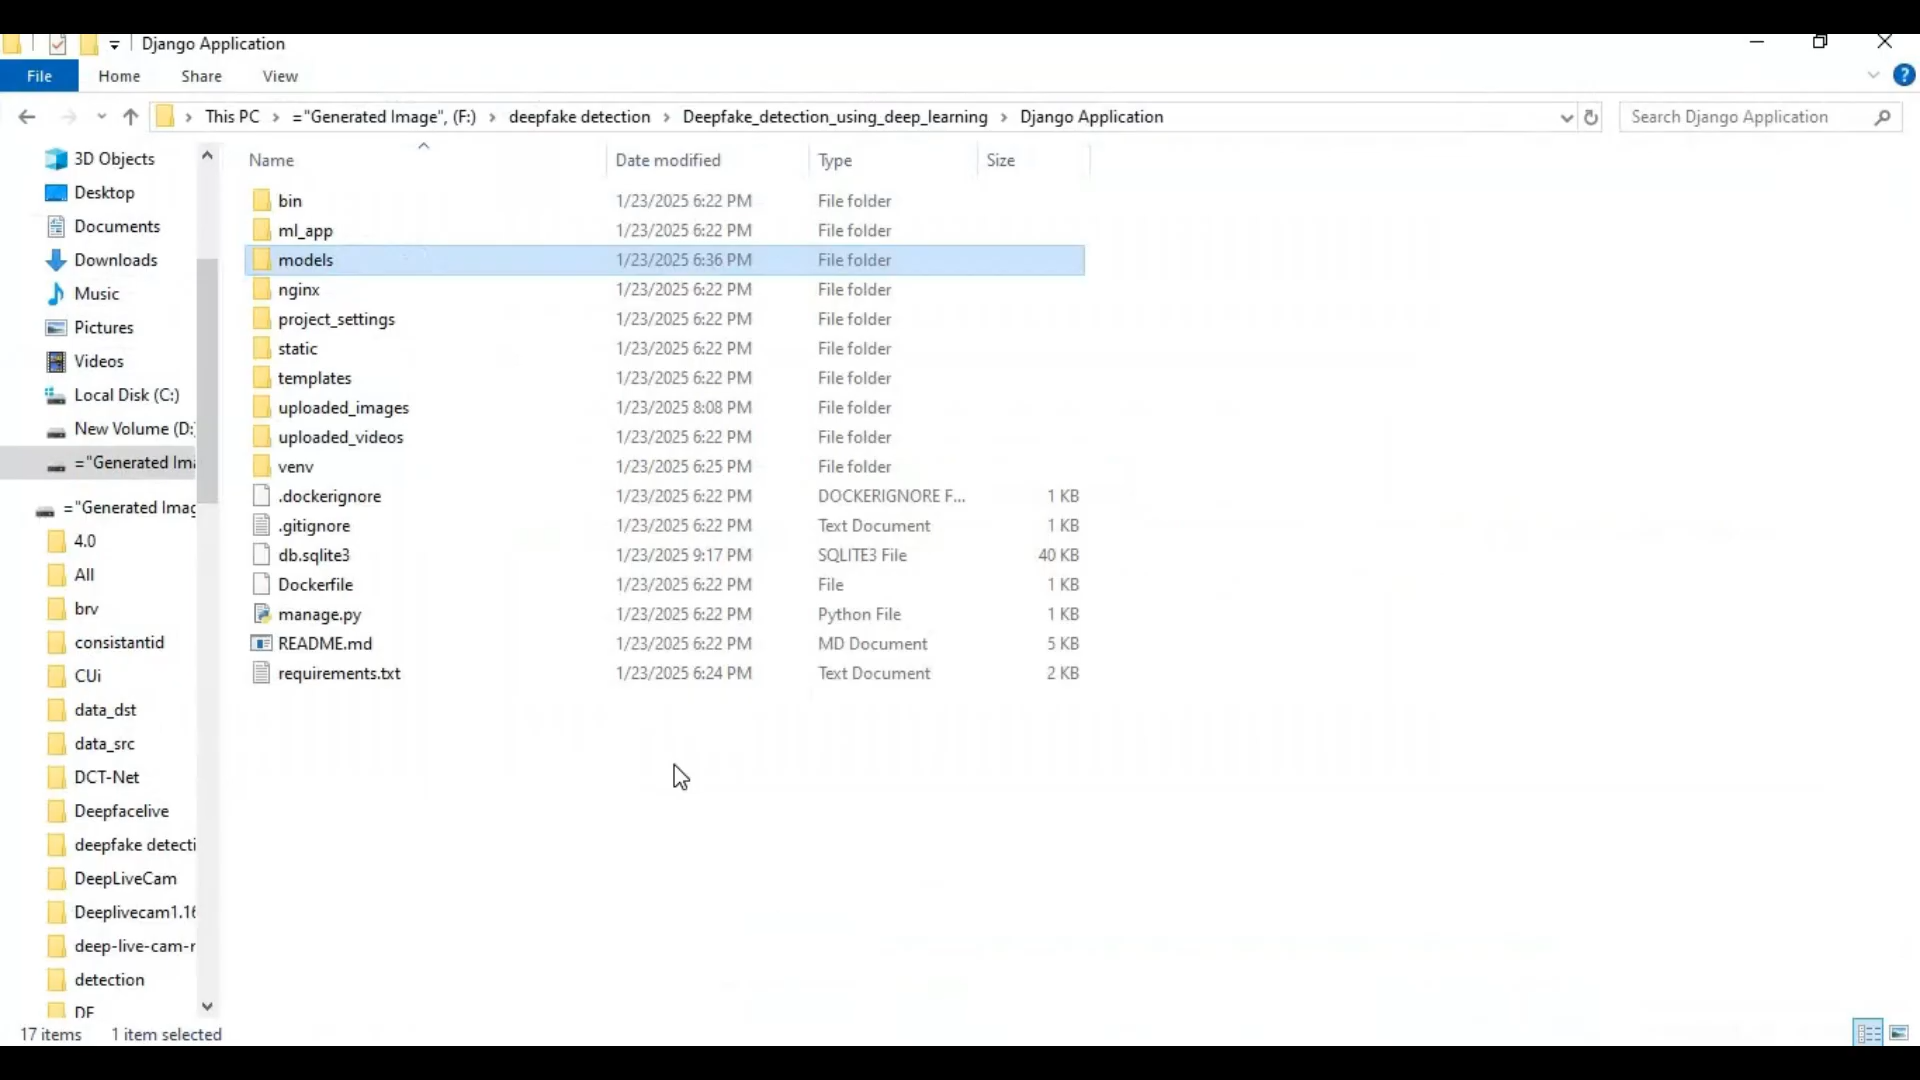 Django Application
File Home Share View
This PC > ="Generated Image", (F:) > deepfake detection > Deepfake_detection_using_deep_learning > Django Application
Search Django Application
Name Date modified Type Size
3D Objects
Desktop
Documents
Downloads
Music
Pictures
Videos
Local Disk (C:)
New Volume (D:
="Generated Ima
="Generated Imag
4.0
All
brv
consistantid
CUi
data_dst
data_src
DCT-Net
Deepfacelive
deepfake detecti
DeepLiveCam
Deeplivecam1.16
deep-live-cam-r
detection
DF
bin 1/23/2025 6:22 PM File folder
ml_app 1/23/2025 6:22 PM File folder
models 1/23/2025 6:36 PM File folder
nginx 1/23/2025 6:22 PM File folder
project_settings 1/23/2025 6:22 PM File folder
static 1/23/2025 6:22 PM File folder
templates 1/23/2025 6:22 PM File folder
uploaded_images 1/23/2025 8:08 PM File folder
uploaded_videos 1/23/2025 6:22 PM File folder
venv 1/23/2025 6:25 PM File folder
.dockerignore 1/23/2025 6:22 PM DOCKERIGNORE F... 1 KB
.gitignore 1/23/2025 6:22 PM Text Document 1 KB
db.sqlite3 1/23/2025 9:17 PM SQLITE3 File 40 KB
Dockerfile 1/23/2025 6:22 PM File 1 KB
manage.py 1/23/2025 6:22 PM Python File 1 KB
README.md 1/23/2025 6:22 PM MD Document 5 KB
requirements.txt 1/23/2025 6:24 PM Text Document 2 KB
17 items 1 item selected